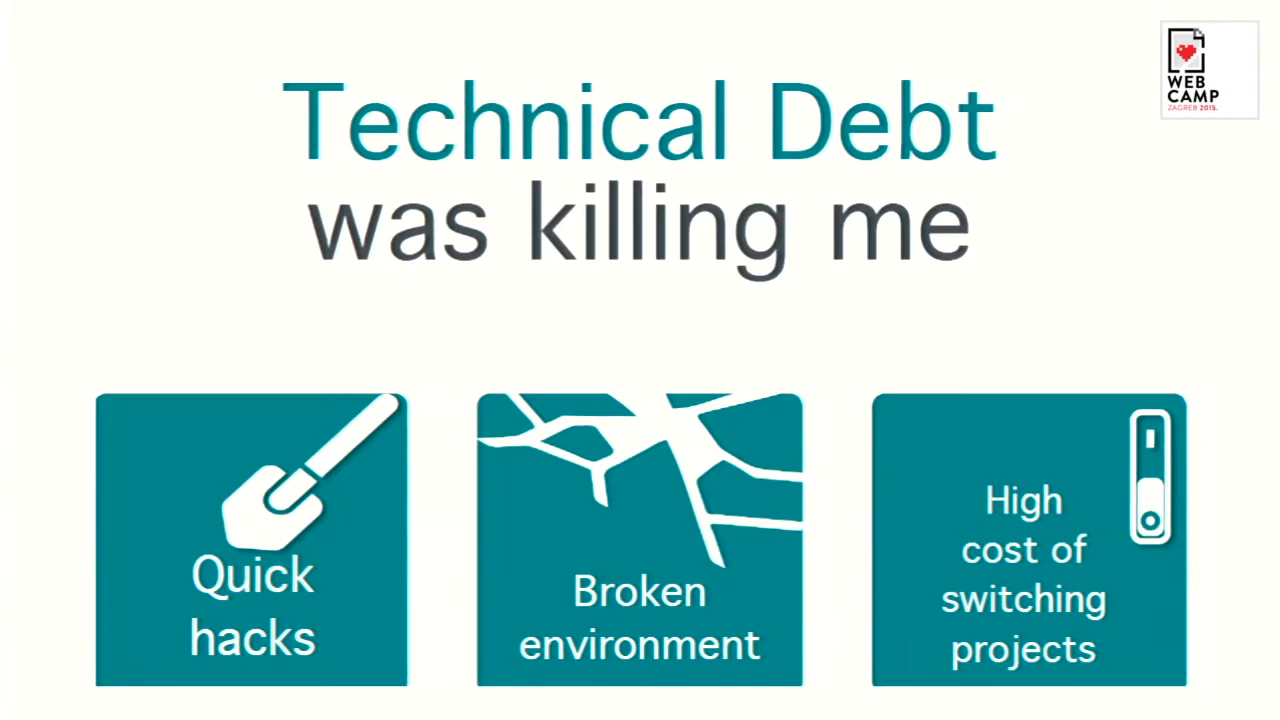 WEB
CAMP
ZAGREB 2015.
Technical Debt
was killing me
Quick
hacks
Broken
environment
High
cost of
switching
projects